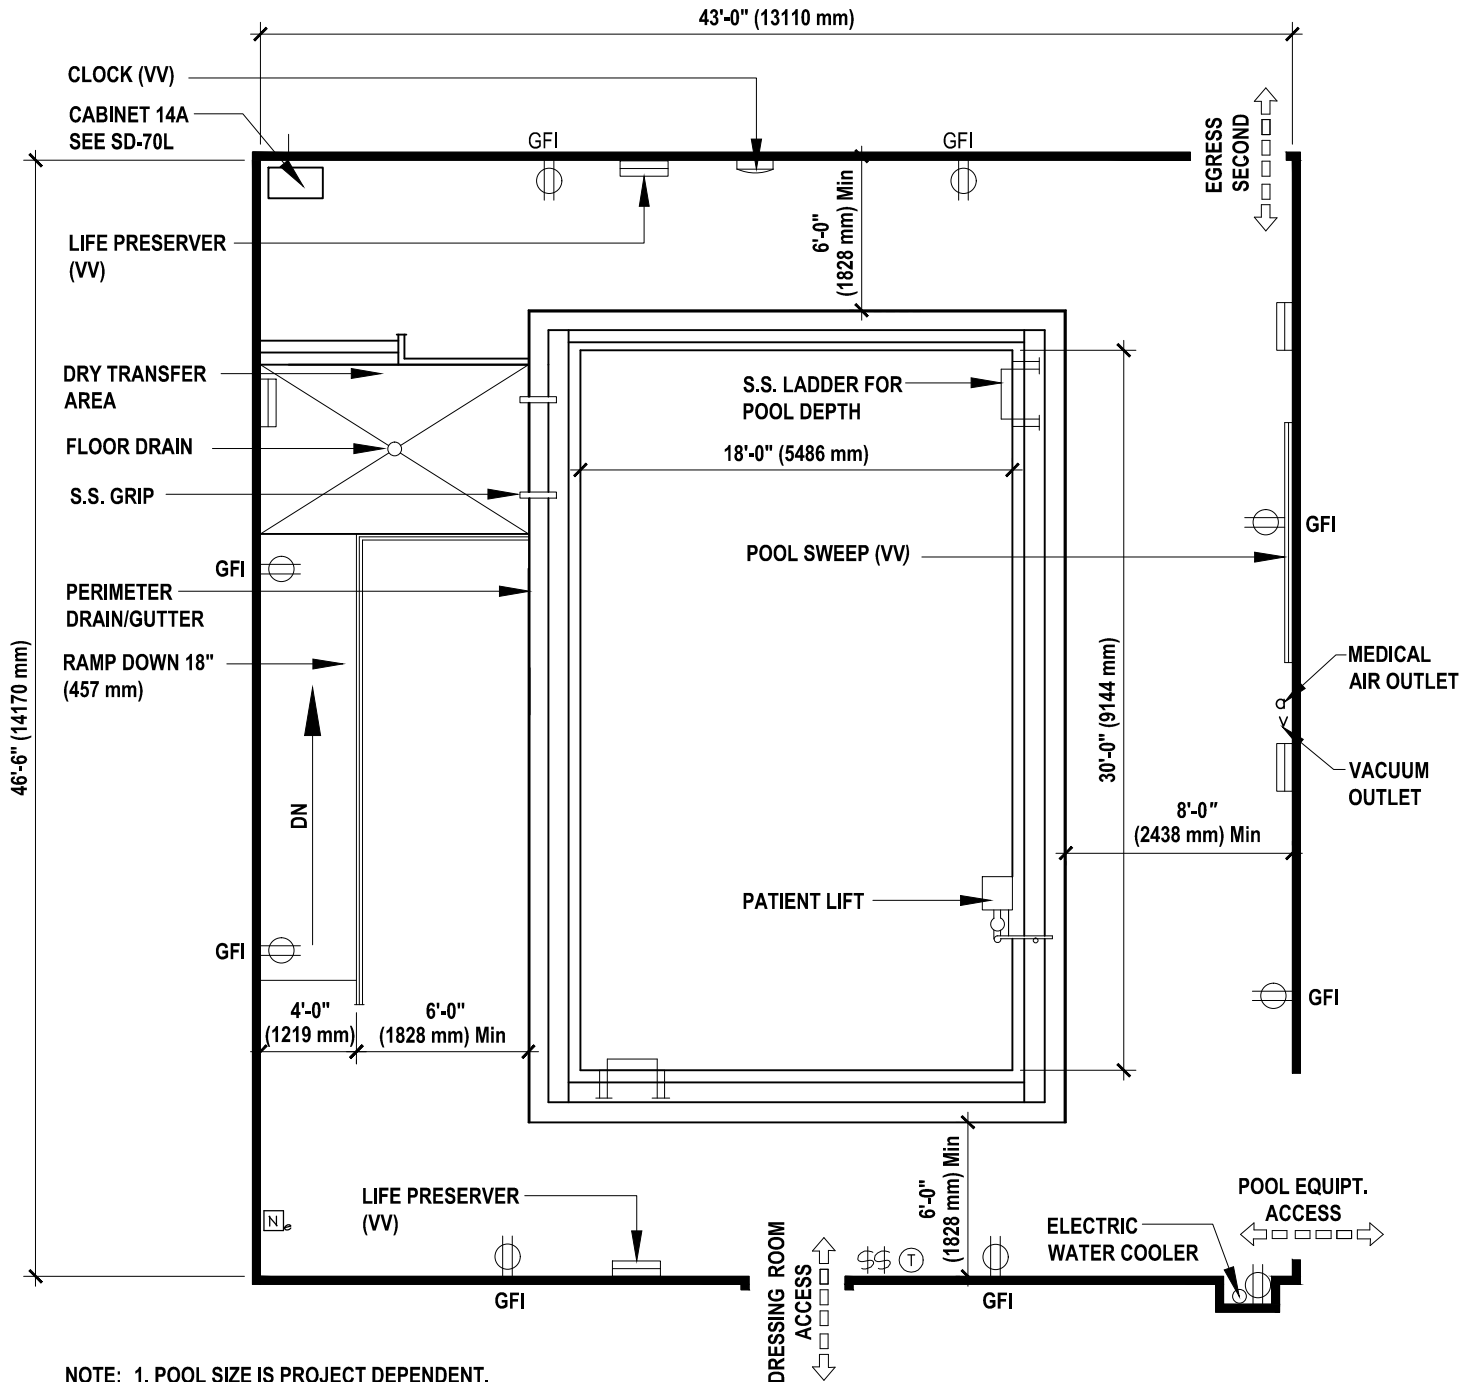 43'-0" (13110 mm)
CLOCK (VV)
CABINET 14A
SEE SD-70L
GFI
GFI
EGRESS
SECOND
LIFE PRESERVER
(VV)
6'-0"
(1828 mm) Min
DRY TRANSFER
AREA
S.S. LADDER FOR
POOL DEPTH
FLOOR DRAIN
18'-0" (5486 mm)
S.S. GRIP
GFI
POOL SWEEP (VV)
GFI
PERIMETER
DRAIN/GUTTER
RAMP DOWN 18"
(457 mm)
46'-6" (14170 mm)
30'-0" (9144 mm)
MEDICAL
AIR OUTLET
a
V
VACUUM
OUTLET
DN
8'-0"
(2438 mm) Min
PATIENT LIFT
GFI
GFI
4'-0"
(1219 mm)
6'-0"
(1828 mm) Min
LIFE PRESERVER
(VV)
6'-0"
(1828 mm) Min
POOL EQUIPT.
ACCESS
N e
ELECTRIC
WATER COOLER
DRESSING ROOM
ACCESS
$$ T
GFI
GFI
NOTE: 1. POOL SIZE IS PROJECT DEPENDENT.